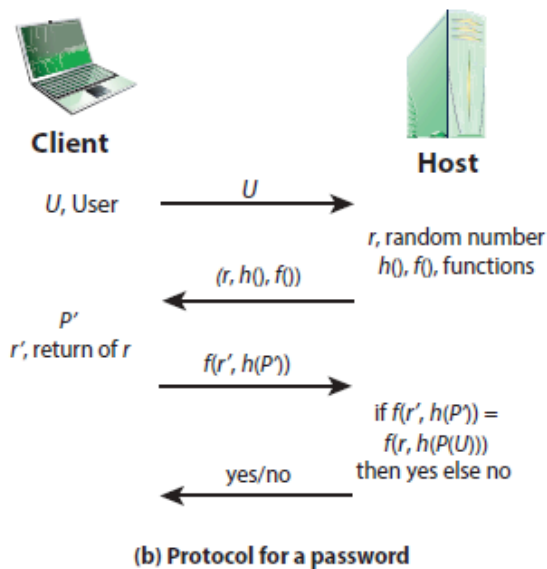 Client
Host
U, User
U
r, random number
h(), f(), functions
(r, h(), f())
P′
r′, return of r
f(r′, h(P′))
if f(r′, h(P′)) =
f(r, h(P(U)))
then yes else no
yes/no
(b) Protocol for a password